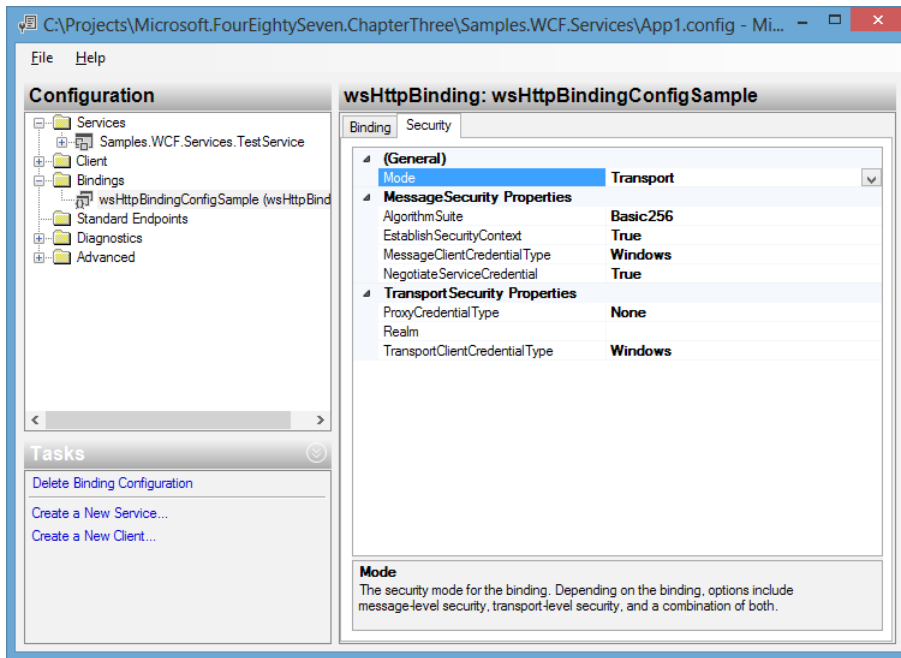 C:\Projects\Microsoft.FourEightySeven.ChapterThree\Samples.WCF.Services\App1.config - Mi...
File Help
Configuration
Services
Samples.WCF.Services.TestService
Client
Bindings
wsHttpBindingConfigSample (wsHttpBind
Standard Endpoints
Diagnostics
Advanced
Tasks
Delete Binding Configuration
Create a New Service...
Create a New Client...
wsHttpBinding: wsHttpBindingConfigSample
Binding Security
(General)
Mode Transport
MessageSecurity Properties
AlgorithmSuite Basic256
EstablishSecurityContext True
MessageClientCredentialType Windows
NegotiateServiceCredential True
TransportSecurity Properties
ProxyCredentialType None
Realm
TransportClientCredentialType Windows
Mode
The security mode for the binding. Depending on the binding, options include
message-level security, transport-level security, and a combination of both.